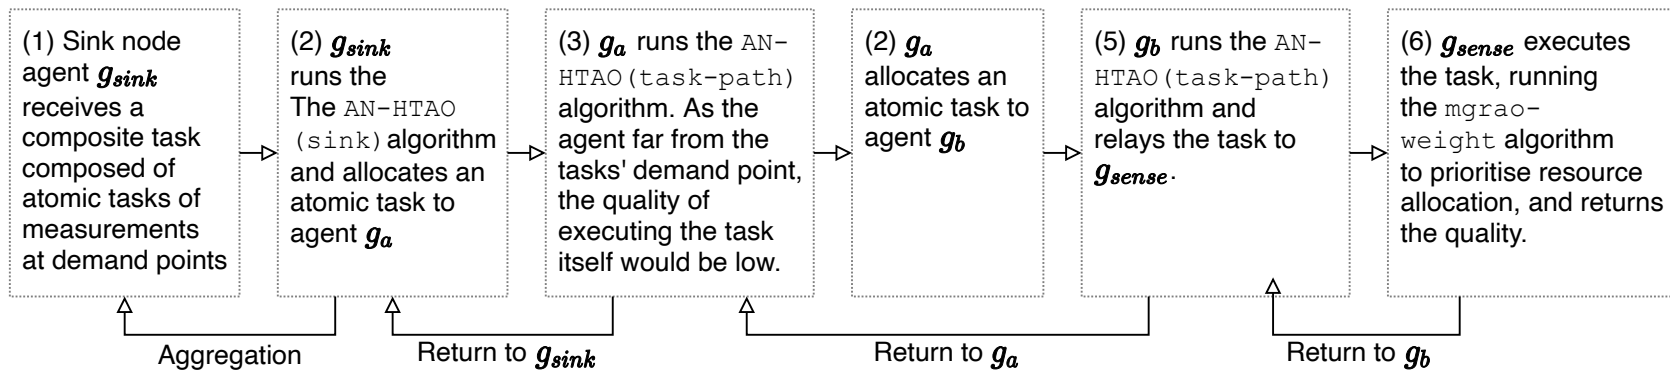 (1) Sink node
agent g_sink
receives a
composite task
composed of
atomic tasks of
measurements
at demand points
(2) g_sink
runs the
The AN-HTAO
(sink) algorithm
and allocates an
atomic task to
agent g_a
(3) g_a runs the AN-
HTAO(task-path)
algorithm. As the
agent far from the
tasks' demand point,
the quality of
executing the task
itself would be low.
(2) g_a
allocates an
atomic task to
agent g_b
(5) g_b runs the AN-
HTAO(task-path)
algorithm and
relays the task to
g_sense.
(6) g_sense executes
the task, running
the mgrao-
weight algorithm
to prioritise resource
allocation, and returns
the quality.
Aggregation
Return to g_sink
Return to g_a
Return to g_b